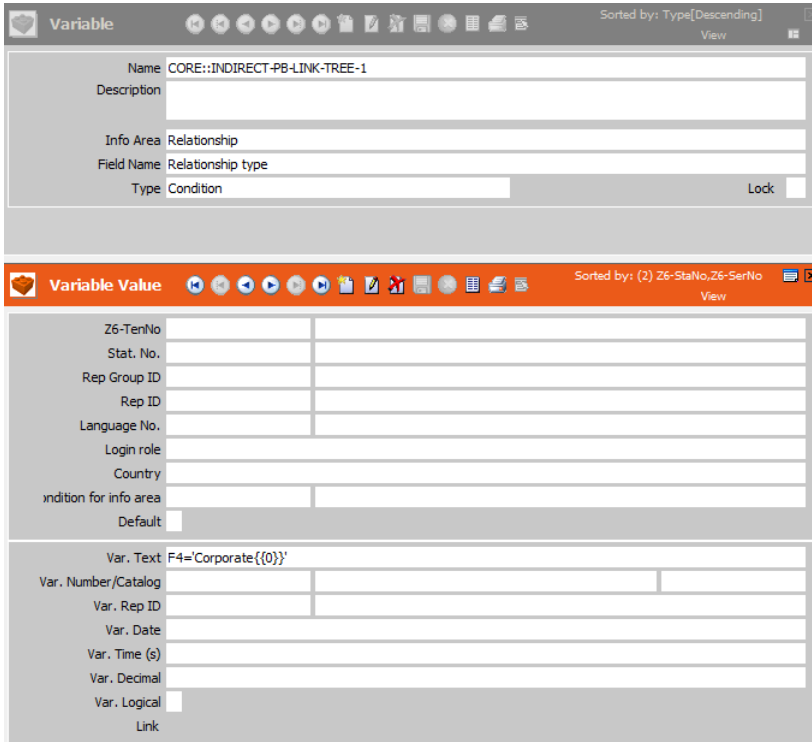 Variable
Sorted by: Type[Descending]
View
Name CORE::INDIRECT-PB-LINK-TREE-1
Description
Info Area Relationship
Field Name Relationship type
Type Condition Lock
Variable Value
Sorted by: (2) Z6-StaNo,Z6-SerNo
View
Z6-TenNo
Stat. No.
Rep Group ID
Rep ID
Language No.
Login role
Country
ondition for info area
Default
Var. Text F4='Corporate{{0}}'
Var. Number/Catalog
Var. Rep ID
Var. Date
Var. Time (s)
Var. Decimal
Var. Logical
Link